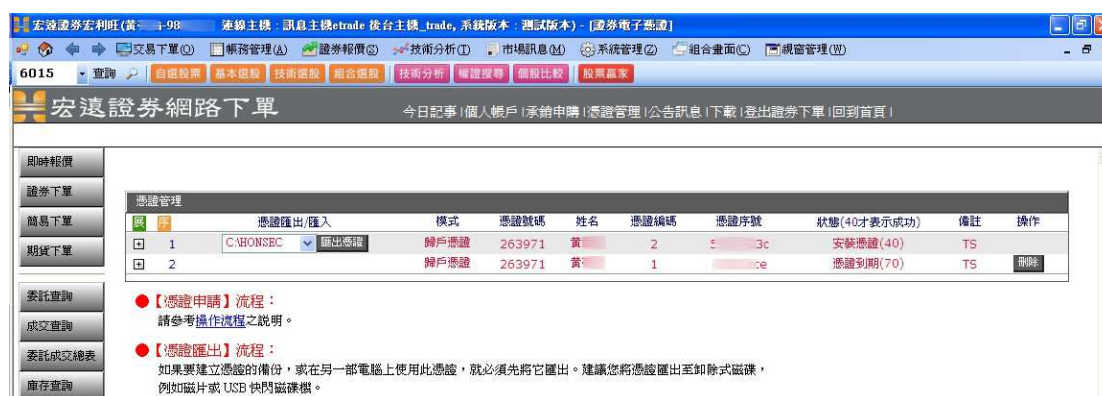 宏遠證券宏利旺(黃 -98 連線主機:訊息主機etrade 後台主機_trade, 系統版本:測試版本) - [證券電子憑證]
交易下單(O) 帳務管理(A) 證券報價(S) 技術分析(T) 市場訊息(M) 系統管理(Z) 組合畫面(C) 視窗管理(W)
6015 查詢 自選股票 基本選股 技術選股 組合選股 技術分析 權證搜尋 個股比較 股票贏家
宏遠證券網路下單 今日記事 | 個人帳戶 | 承銷申購 | 憑證管理 | 公告訊息 | 下載 | 登出證券下單 | 回到首頁 |
即時報價
證券下單
簡易下單
期貨下單
委託查詢
成交查詢
委託成交總表
庫存查詢
憑證管理
展 序 憑證匯出/匯入 模式 憑證號碼 姓名 憑證編碼 憑證序號 狀態(40才表示成功) 備註 操作
1 C:\HONSEC 匯出憑證 歸戶憑證 263971 黃 2 5 3c 安裝憑證(40) TS
2 歸戶憑證 263971 黃 1 ce 憑證到期(70) TS 刪除
●【憑證申請】流程:
請參考操作流程之說明。
●【憑證匯出】流程:
如果要建立憑證的備份,或在另一部電腦上使用此憑證,就必須先將它匯出。建議您將憑證匯出至卸除式磁碟,
例如磁片或 USB 快閃磁碟機。